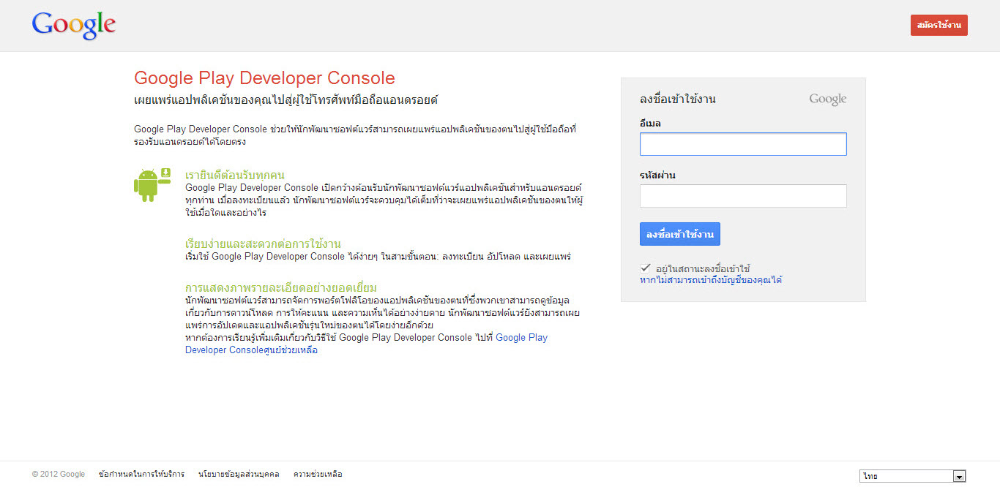 Google
สมัครใช้งาน
Google Play Developer Console
เผยแพร่แอปพลิเคชันของคุณไปสู่ผู้ใช้โทรศัพท์มือถือแอนดรอยด์
Google Play Developer Console ช่วยให้นักพัฒนาซอฟต์แวร์สามารถเผยแพร่แอปพลิเคชันของตนไปสู่ผู้ใช้มือถือที่
รองรับแอนดรอยด์ได้โดยตรง
เรายินดีต้อนรับทุกคน
Google Play Developer Console เปิดกว้างต้อนรับนักพัฒนาซอฟต์แวร์แอปพลิเคชันสำหรับแอนดรอยด์
ทุกท่าน เมื่อลงทะเบียนแล้ว นักพัฒนาซอฟต์แวร์จะควบคุมได้เต็มที่ว่าจะเผยแพร่แอปพลิเคชันของตนให้ผู้
ใช้เมื่อใดและอย่างไร
เรียบง่ายและสะดวกต่อการใช้งาน
เริ่มใช้ Google Play Developer Console ได้ง่ายๆ ในสามขั้นตอน: ลงทะเบียน อัปโหลด และเผยแพร่
การแสดงภาพรายละเอียดอย่างยอดเยี่ยม
นักพัฒนาซอฟต์แวร์สามารถจัดการพอร์ตโฟลิโอของแอปพลิเคชันของตนที่ซึ่งพวกเขาสามารถดูข้อมูล
เกี่ยวกับการดาวน์โหลด การให้คะแนน และความเห็นได้อย่างง่ายดาย นักพัฒนาซอฟต์แวร์ยังสามารถเผย
แพร่การอัปเดตและแอปพลิเคชันรุ่นใหม่ของตนได้โดยง่ายอีกด้วย
หากต้องการเรียนรู้เพิ่มเติมเกี่ยวกับวิธีใช้ Google Play Developer Console ไปที่ Google Play
Developer Consoleศูนย์ช่วยเหลือ
ลงชื่อเข้าใช้งาน Google
อีเมล
รหัสผ่าน
ลงชื่อเข้าใช้งาน
อยู่ในสถานะลงชื่อเข้าใช้
หากไม่สามารถเข้าถึงบัญชีของคุณได้
© 2012 Google ข้อกำหนดในการให้บริการ นโยบายข้อมูลส่วนบุคคล ความช่วยเหลือ
ไทย